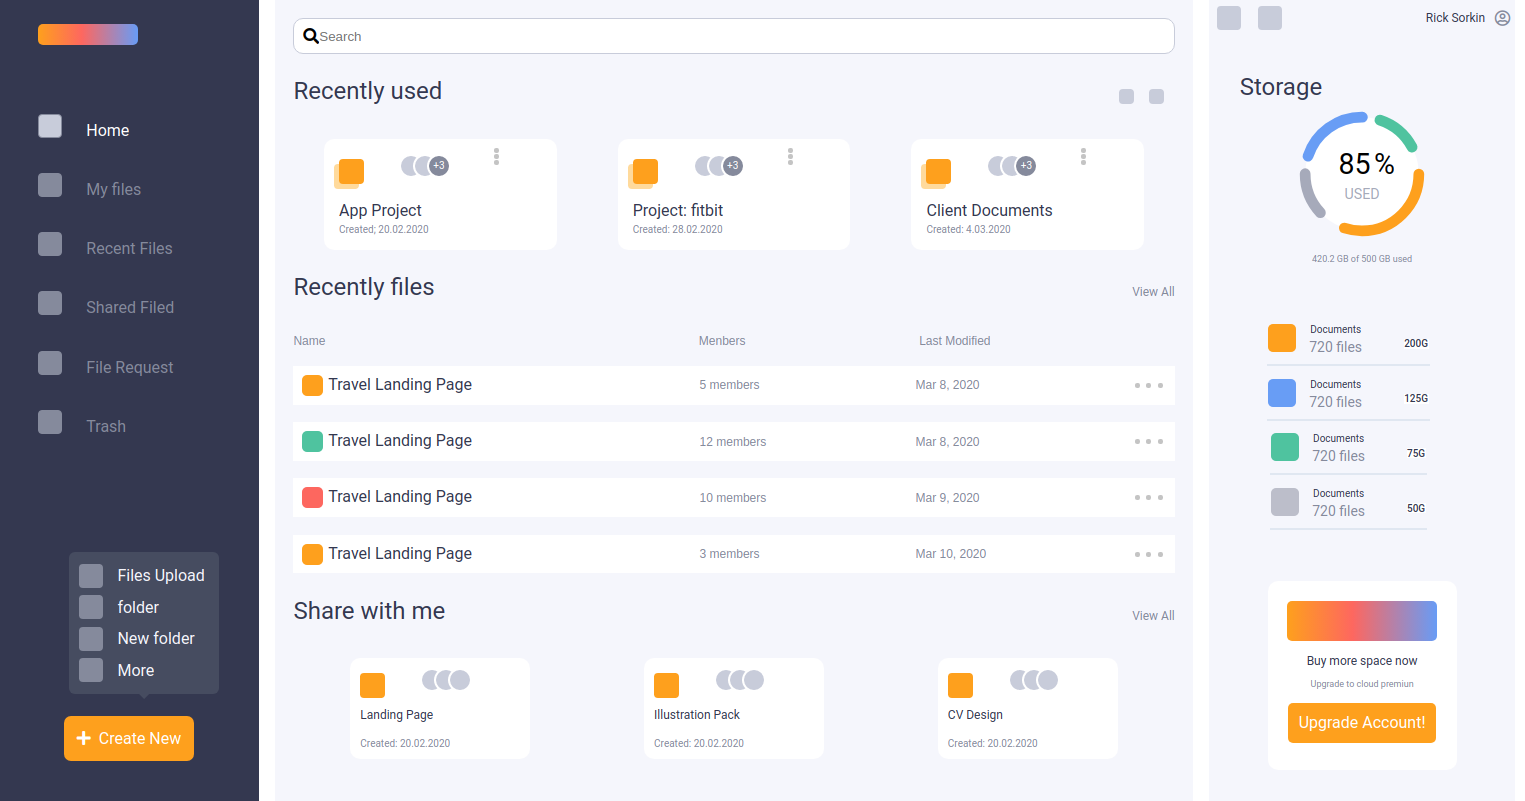 Home
My files
Recent Files
Shared Filed
File Request
Trash
Files Upload
folder
New folder
More
Create New
Search
Recently used
+3
App Project
Created; 20.02.2020
+3
Project: fitbit
Created: 28.02.2020
+3
Client Documents
Created: 4.03.2020
Recently files
View All
Name Menbers Last Modified
Travel Landing Page 5 members Mar 8, 2020
Travel Landing Page 12 members Mar 8, 2020
Travel Landing Page 10 members Mar 9, 2020
Travel Landing Page 3 members Mar 10, 2020
Share with me
View All
Landing Page
Created: 20.02.2020
Illustration Pack
Created: 20.02.2020
CV Design
Created: 20.02.2020
Rick Sorkin
Storage
85%
USED
420.2 GB of 500 GB used
Documents
720 files 200G
Documents
720 files 125G
Documents
720 files 75G
Documents
720 files 50G
Buy more space now
Upgrade to cloud premiun
Upgrade Account!